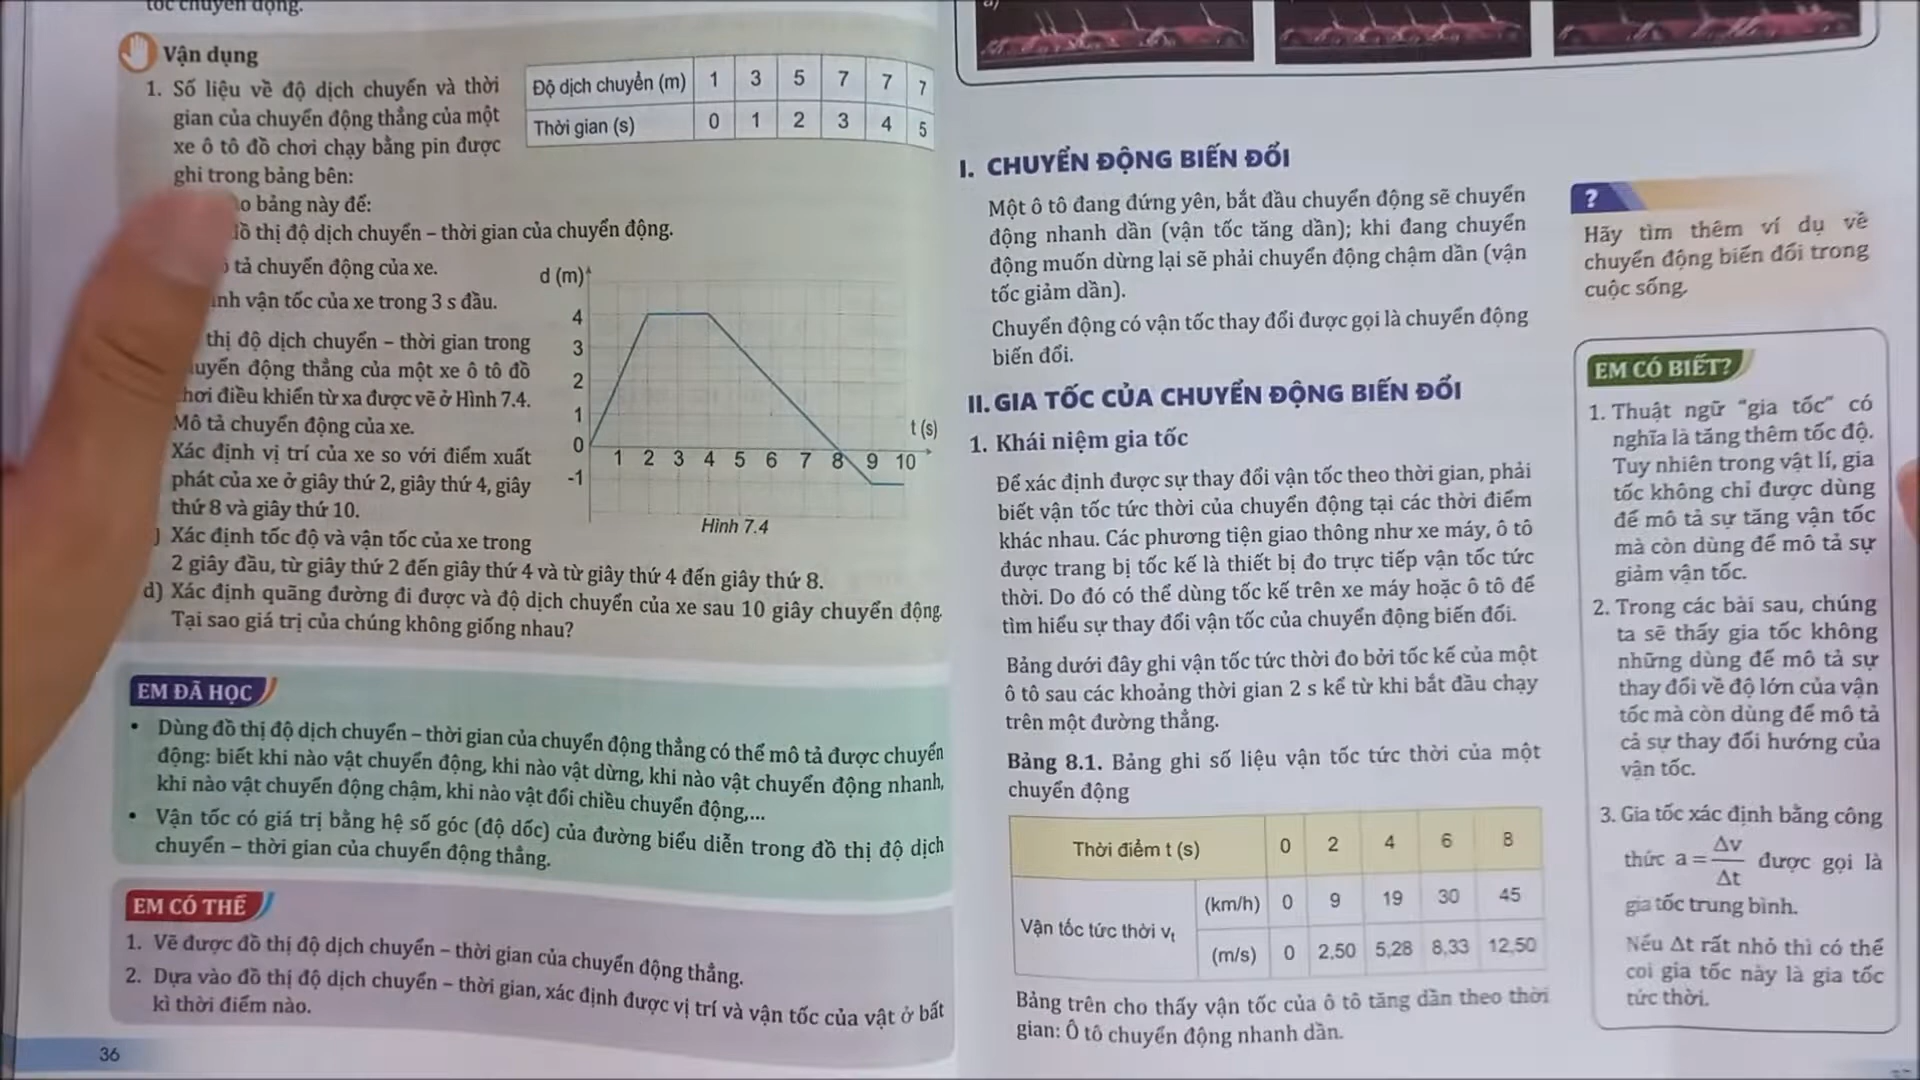 tốc chuyển động.
Vận dụng
1. Số liệu về độ dịch chuyển và thời
gian của chuyển động thẳng của một
xe ô tô đồ chơi chạy bằng pin được
ghi trong bảng bên:
Độ dịch chuyển (m) 1 3 5 7 7 7
Thời gian (s) 0 1 2 3 4 5
bảng này để:
đồ thị độ dịch chuyển – thời gian của chuyển động.
tả chuyển động của xe.
vận tốc của xe trong 3 s đầu.
thị độ dịch chuyển – thời gian trong
chuyển động thẳng của một xe ô tô đồ
chơi điều khiển từ xa được vẽ ở Hình 7.4.
Mô tả chuyển động của xe.
Xác định vị trí của xe so với điểm xuất
phát của xe ở giây thứ 2, giây thứ 4, giây
thứ 8 và giây thứ 10.
) Xác định tốc độ và vận tốc của xe trong
2 giây đầu, từ giây thứ 2 đến giây thứ 4 và từ giây thứ 4 đến giây thứ 8.
d) Xác định quãng đường đi được và độ dịch chuyển của xe sau 10 giây chuyển động.
Tại sao giá trị của chúng không giống nhau?
d (m)
4
3
2
1
0
-1
t (s)
1 2 3 4 5 6 7 8 9 10
Hình 7.4
EM ĐÃ HỌC
• Dùng đồ thị độ dịch chuyển – thời gian của chuyển động thẳng có thể mô tả được chuyển
động: biết khi nào vật chuyển động, khi nào vật dừng, khi nào vật chuyển động nhanh,
khi nào vật chuyển động chậm, khi nào vật đổi chiều chuyển động,...
• Vận tốc có giá trị bằng hệ số góc (độ dốc) của đường biểu diễn trong đồ thị độ dịch
chuyển – thời gian của chuyển động thẳng.
EM CÓ THỂ
1. Vẽ được đồ thị độ dịch chuyển – thời gian của chuyển động thẳng.
2. Dựa vào đồ thị độ dịch chuyển – thời gian, xác định được vị trí và vận tốc của vật ở bất
kì thời điểm nào.
36
a)
I. CHUYỂN ĐỘNG BIẾN ĐỔI
Một ô tô đang đứng yên, bắt đầu chuyển động sẽ chuyển
động nhanh dần (vận tốc tăng dần); khi đang chuyển
động muốn dừng lại sẽ phải chuyển động chậm dần (vận
tốc giảm dần).
Chuyển động có vận tốc thay đổi được gọi là chuyển động
biến đổi.
II. GIA TỐC CỦA CHUYỂN ĐỘNG BIẾN ĐỔI
1. Khái niệm gia tốc
Để xác định được sự thay đổi vận tốc theo thời gian, phải
biết vận tốc tức thời của chuyển động tại các thời điểm
khác nhau. Các phương tiện giao thông như xe máy, ô tô
được trang bị tốc kế là thiết bị đo trực tiếp vận tốc tức
thời. Do đó có thể dùng tốc kế trên xe máy hoặc ô tô để
tìm hiểu sự thay đổi vận tốc của chuyển động biến đổi.
Bảng dưới đây ghi vận tốc tức thời đo bởi tốc kế của một
ô tô sau các khoảng thời gian 2 s kể từ khi bắt đầu chạy
trên một đường thẳng.
Bảng 8.1. Bảng ghi số liệu vận tốc tức thời của một
chuyển động
Thời điểm t (s) 0 2 4 6 8
Vận tốc tức thời vₜ
(km/h) 0 9 19 30 45
(m/s) 0 2,50 5,28 8,33 12,50
Bảng trên cho thấy vận tốc của ô tô tăng dần theo thời
gian: Ô tô chuyển động nhanh dần.
?
Hãy tìm thêm ví dụ về
chuyển động biến đổi trong
cuộc sống.
EM CÓ BIẾT?
1. Thuật ngữ "gia tốc" có
nghĩa là tăng thêm tốc độ.
Tuy nhiên trong vật lí, gia
tốc không chỉ được dùng
để mô tả sự tăng vận tốc
mà còn dùng để mô tả sự
giảm vận tốc.
2. Trong các bài sau, chúng
ta sẽ thấy gia tốc không
những dùng để mô tả sự
thay đổi về độ lớn của vận
tốc mà còn dùng để mô tả
cả sự thay đổi hướng của
vận tốc.
3. Gia tốc xác định bằng công
thức a = Δv/Δt được gọi là
gia tốc trung bình.
Nếu Δt rất nhỏ thì có thể
coi gia tốc này là gia tốc
tức thời.